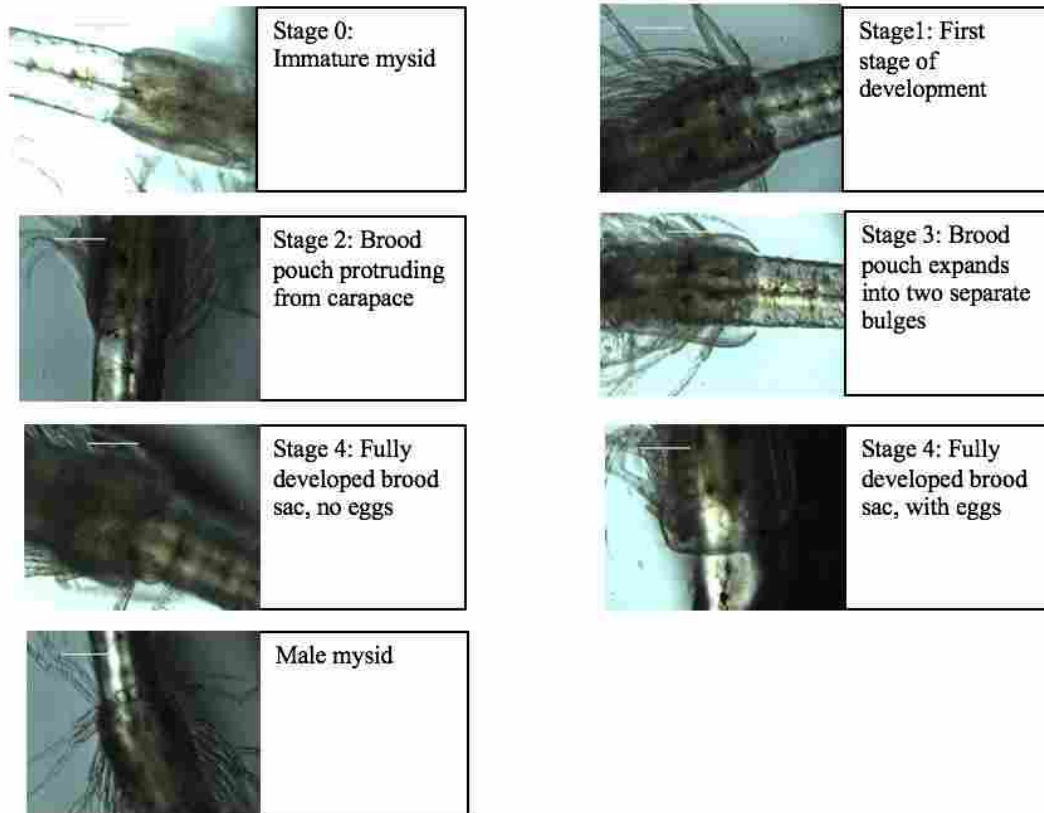 Stage 0:
Immature mysid
Stage1: First
stage of
development
Stage 2: Brood
pouch protruding
from carapace
Stage 3: Brood
pouch expands
into two separate
bulges
Stage 4: Fully
developed brood
sac, no eggs
Stage 4: Fully
developed brood
sac, with eggs
Male mysid